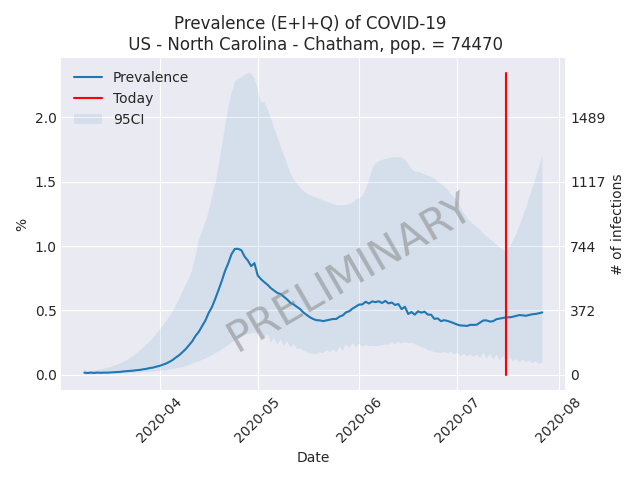 Prevalence (E+I+Q) of COVID-19
US - North Carolina - Chatham, pop. = 74470
Prevalence
Today
95CI
PRELIMINARY
%
2.0
1.5
1.0
0.5
0.0
1489
1117
744
372
0
# of infections
2020-04
2020-05
2020-06
2020-07
2020-08
Date